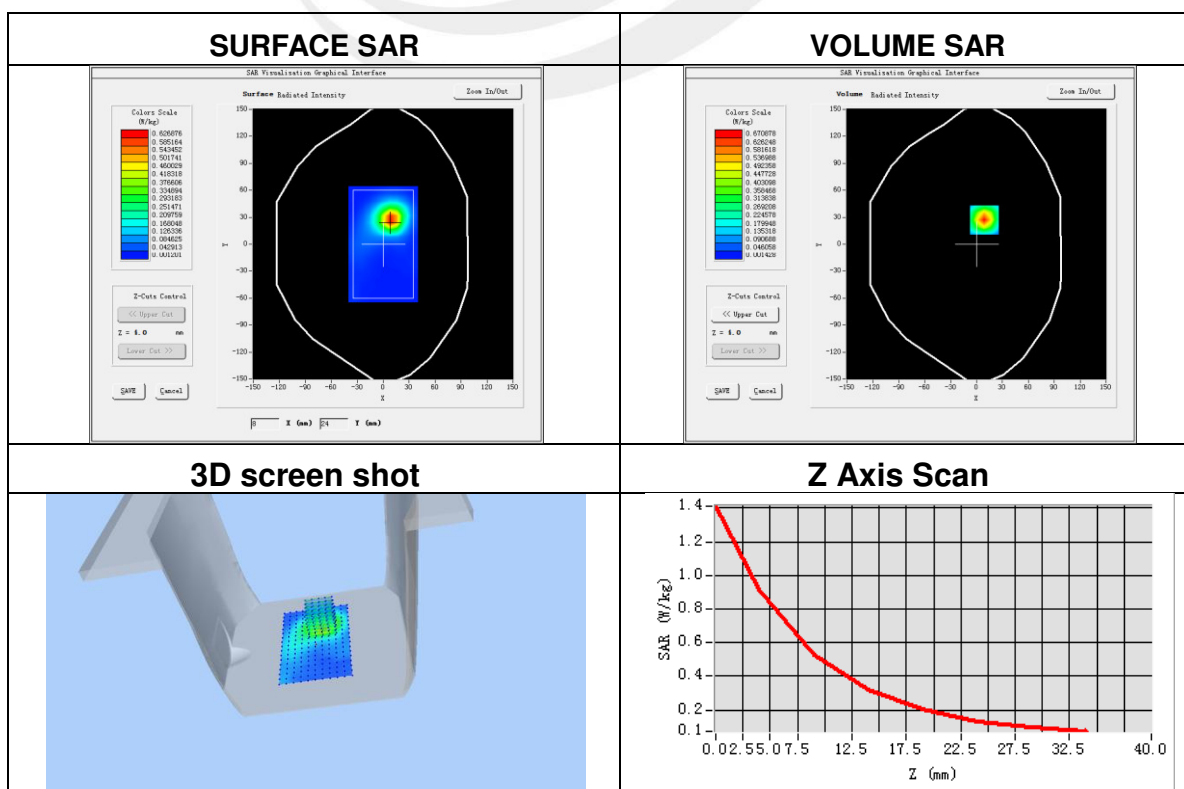 SURFACE SAR
VOLUME SAR
SAR Visualisation Graphical Interface
Surface Radiated Intensity
Zoom In/Out
Colors Scale
(W/kg)
0.626876
0.585164
0.543452
0.501741
0.460029
0.418318
0.376606
0.334894
0.293183
0.251471
0.209759
0.168048
0.126336
0.084625
0.042913
0.001201
Z-Cuts Control
<< Upper Cut
Lower Cut >>
SAVE
Cancel
150
120
90
60
30
0
-30
-60
-90
-120
-150
Y
-150 -120 -90 -60 -30 0 30 60 90 120 150
X
8 X (mm) 24 Y (mm)
SAR Visualisation Graphical Interface
Volume Radiated Intensity
Zoom In/Out
Colors Scale
(W/kg)
0.670878
0.626248
0.581618
0.536988
0.492358
0.447728
0.403098
0.358468
0.313838
0.269208
0.224578
0.179948
0.135318
0.090688
0.046058
0.001428
Z-Cuts Control
<< Upper Cut
Lower Cut >>
SAVE
Cancel
150
120
90
60
30
0
-30
-60
-90
-120
-150
Y
-150 -120 -90 -60 -30 0 30 60 90 120 150
X
3D screen shot
Z Axis Scan
1.4
1.2
1.0
0.8
0.6
0.4
0.2
0.1
SAR (W/kg)
0.0 2.5 5.0 7.5 12.5 17.5 22.5 27.5 32.5 40.0
Z (mm)